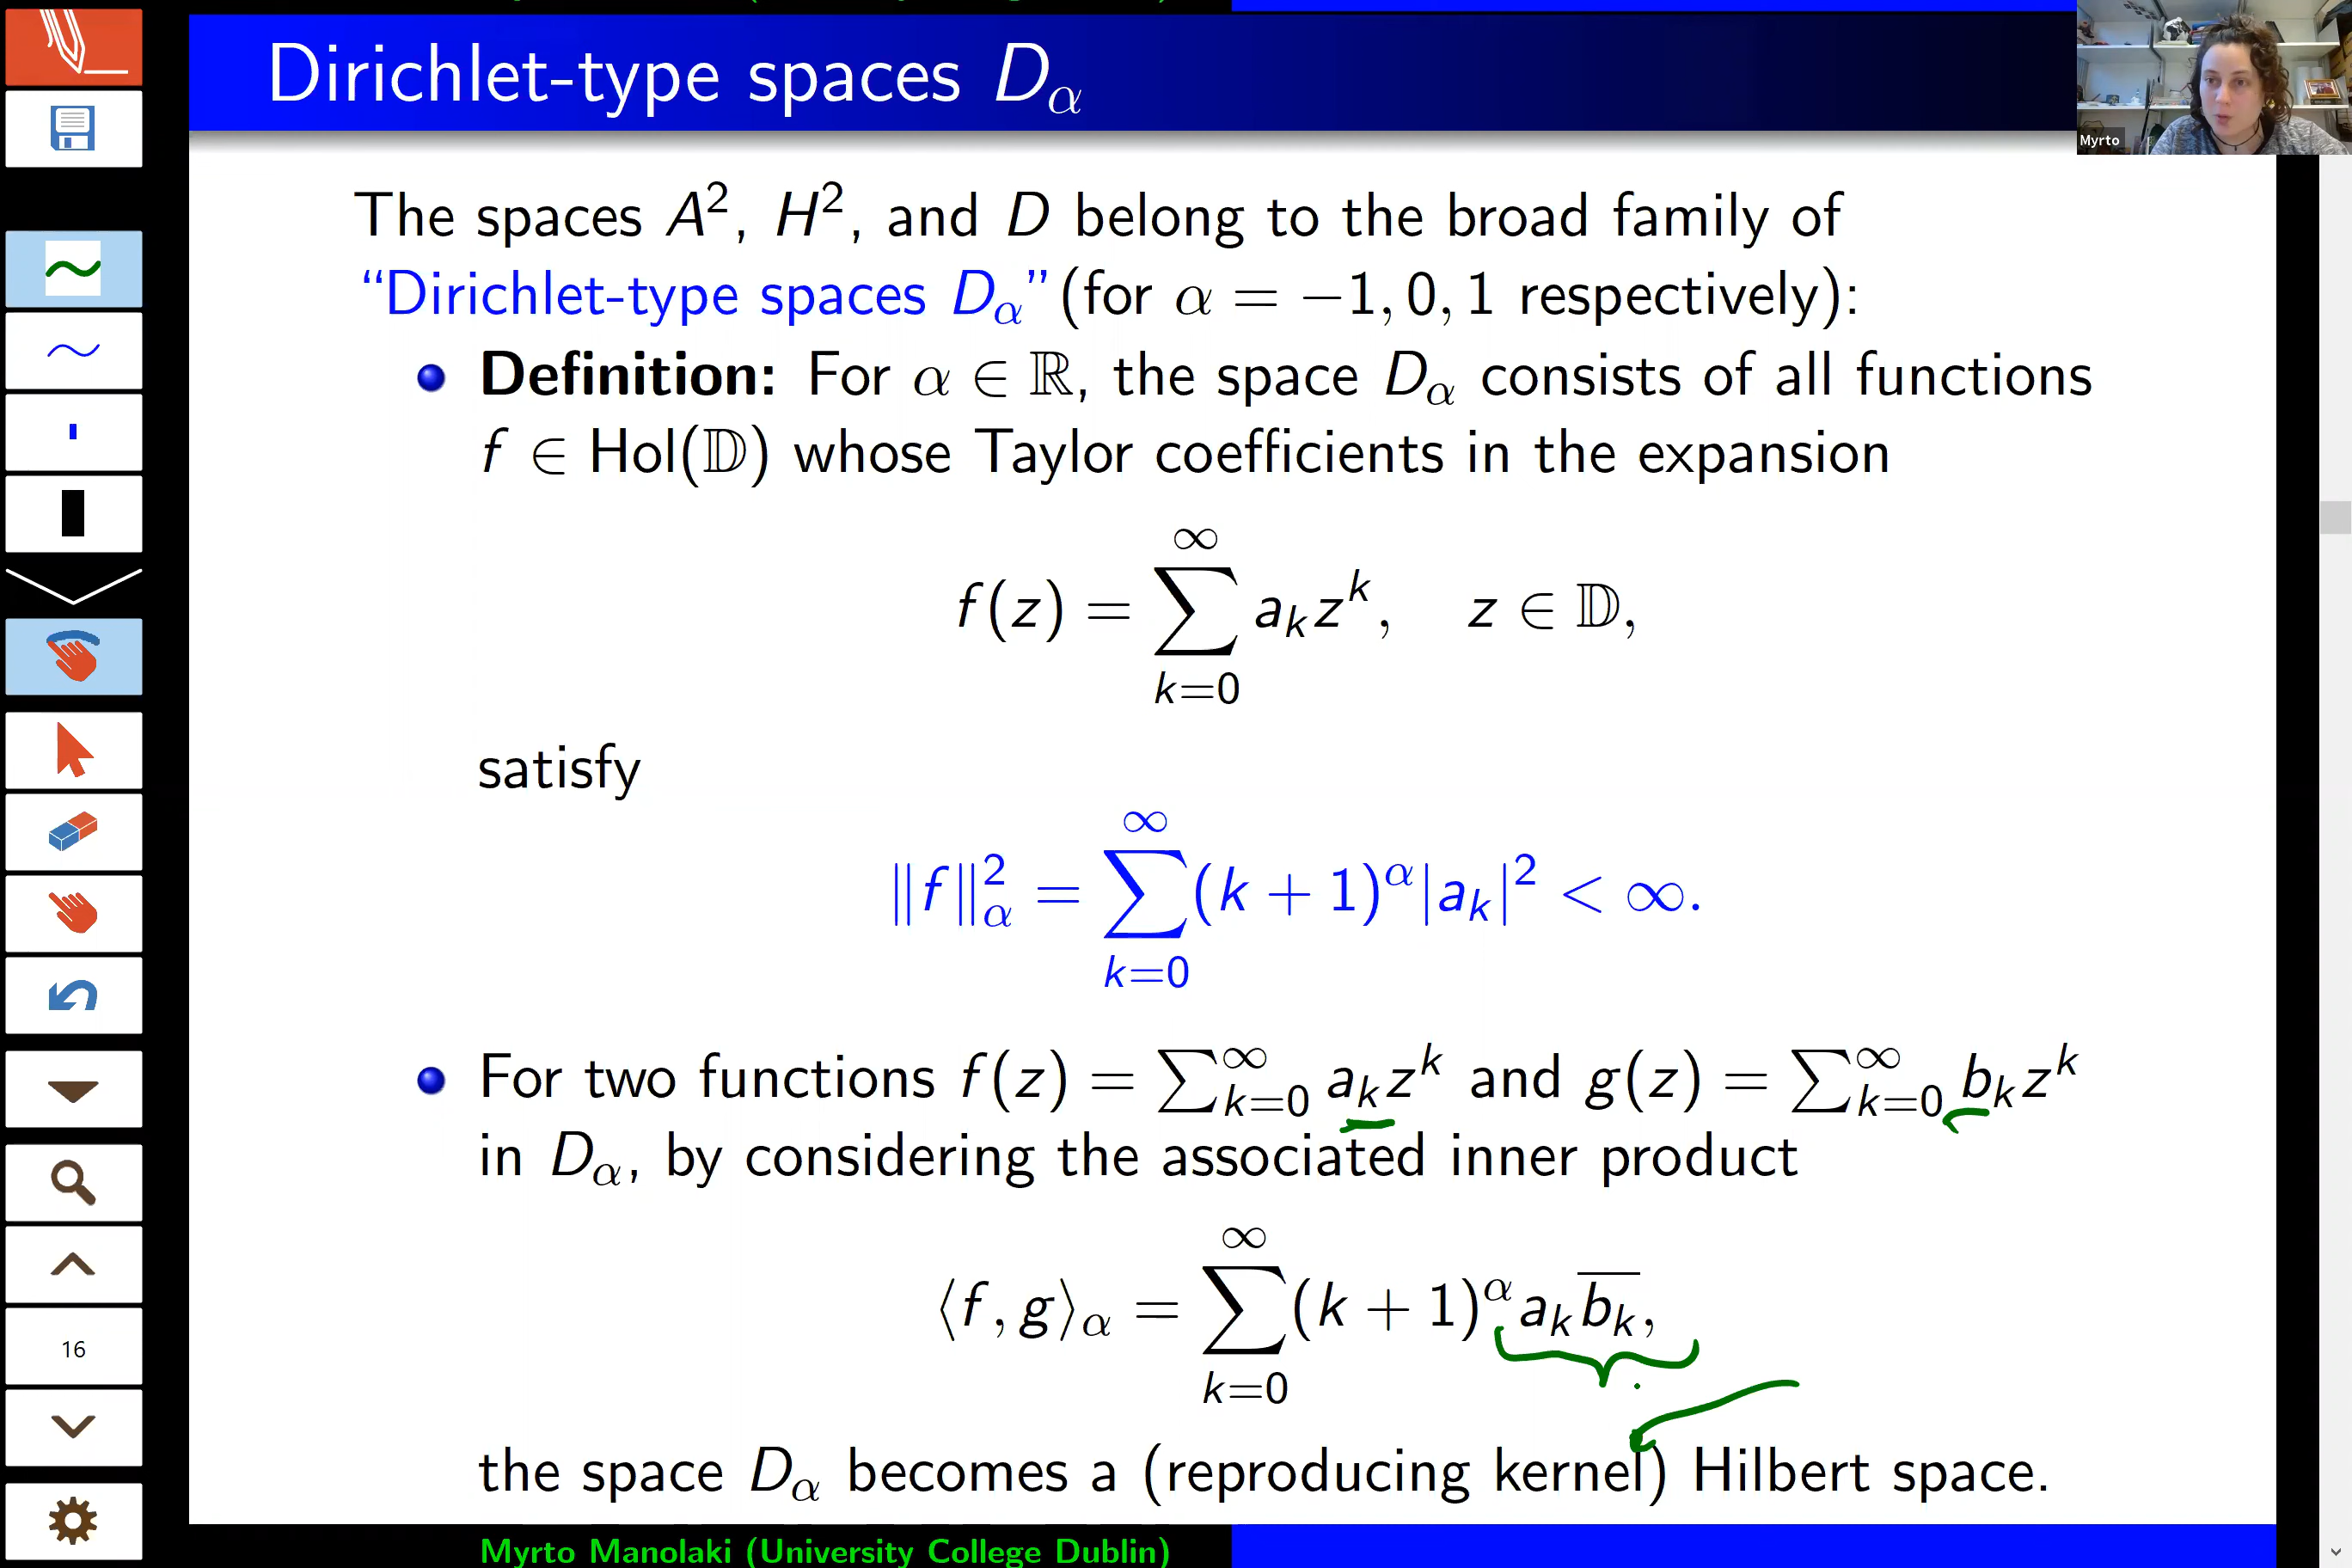 Dirichlet-type spaces D_α
Myrto
The spaces A², H², and D belong to the broad family of
“Dirichlet-type spaces D_α” (for α = −1, 0, 1 respectively):
Definition: For α ∈ ℝ, the space D_α consists of all functions
f ∈ Hol(𝔻) whose Taylor coefficients in the expansion
f(z) = ∑_{k=0}^{∞} a_k z^k, z ∈ 𝔻,
satisfy
‖f‖²_α = ∑_{k=0}^{∞} (k + 1)^α |a_k|² < ∞.
For two functions f(z) = ∑_{k=0}^{∞} a_k z^k and g(z) = ∑_{k=0}^{∞} b_k z^k
in D_α, by considering the associated inner product
⟨f, g⟩_α = ∑_{k=0}^{∞} (k + 1)^α a_k \overline{b_k},
16
the space D_α becomes a (reproducing kernel) Hilbert space.
Myrto Manolaki (University College Dublin)